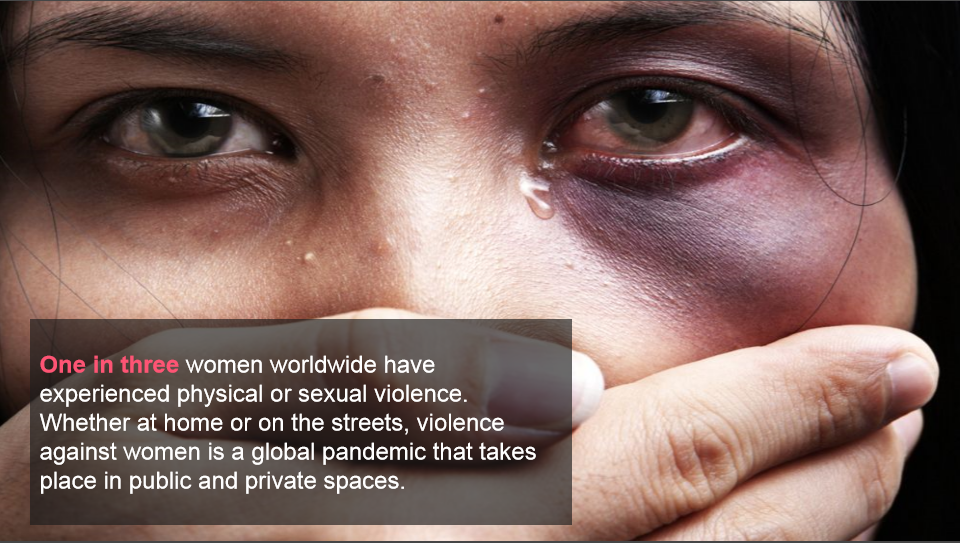 One in three women worldwide have
experienced physical or sexual violence.
Whether at home or on the streets, violence
against women is a global pandemic that takes
place in public and private spaces.